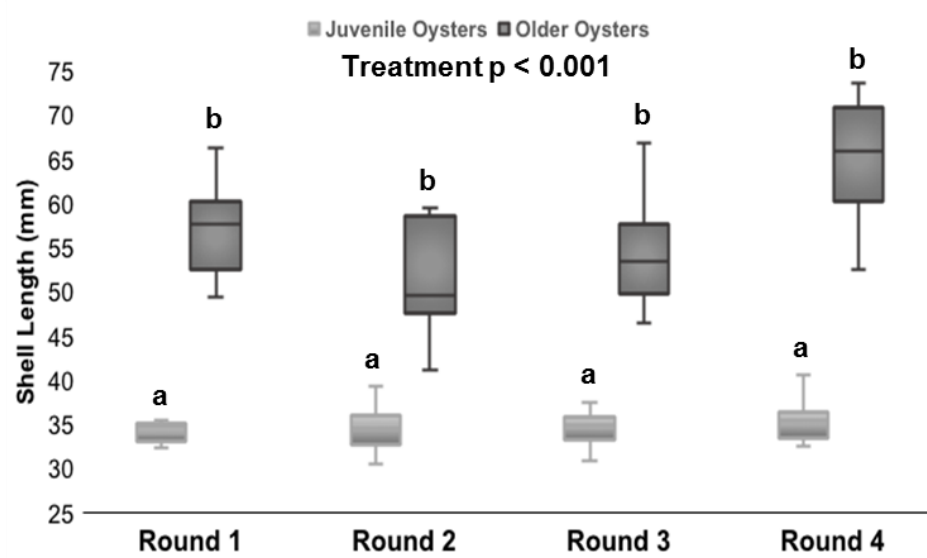 Juvenile Oysters Older Oysters
Treatment p < 0.001
75
70
65
60
55
50
45
40
35
30
25
Shell Length (mm)
b
b
b
b
a
a
a
a
Round 1 Round 2 Round 3 Round 4